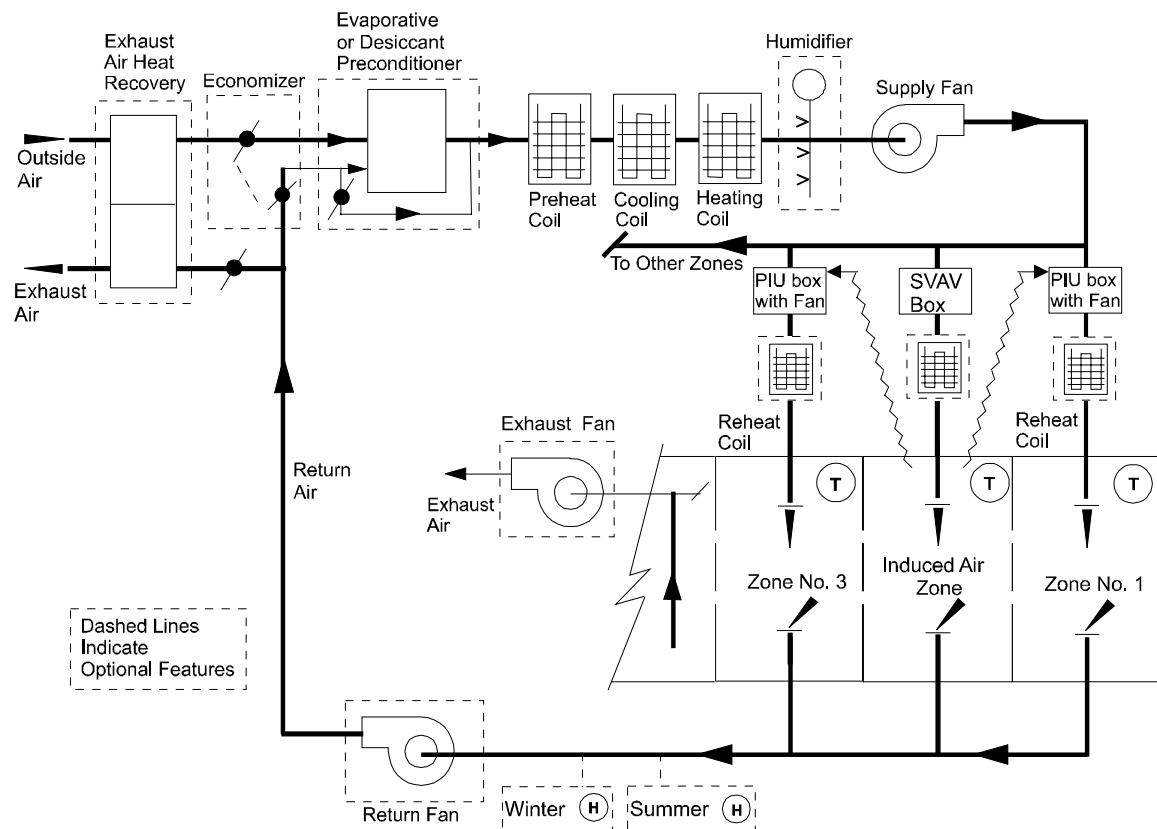 Exhaust
Air Heat
Recovery
Economizer
Evaporative
or Desiccant
Preconditioner
Humidifier
Supply Fan
Outside
Air
Preheat
Coil
Cooling
Coil
Heating
Coil
Exhaust
Air
To Other Zones
PIU box
with Fan
SVAV
Box
PIU box
with Fan
Reheat
Coil
Reheat
Coil
Exhaust Fan
Exhaust
Air
Return
Air
T
T
T
Zone No. 3
Induced Air
Zone
Zone No. 1
Dashed Lines
Indicate
Optional Features
Return Fan
Winter H
Summer H